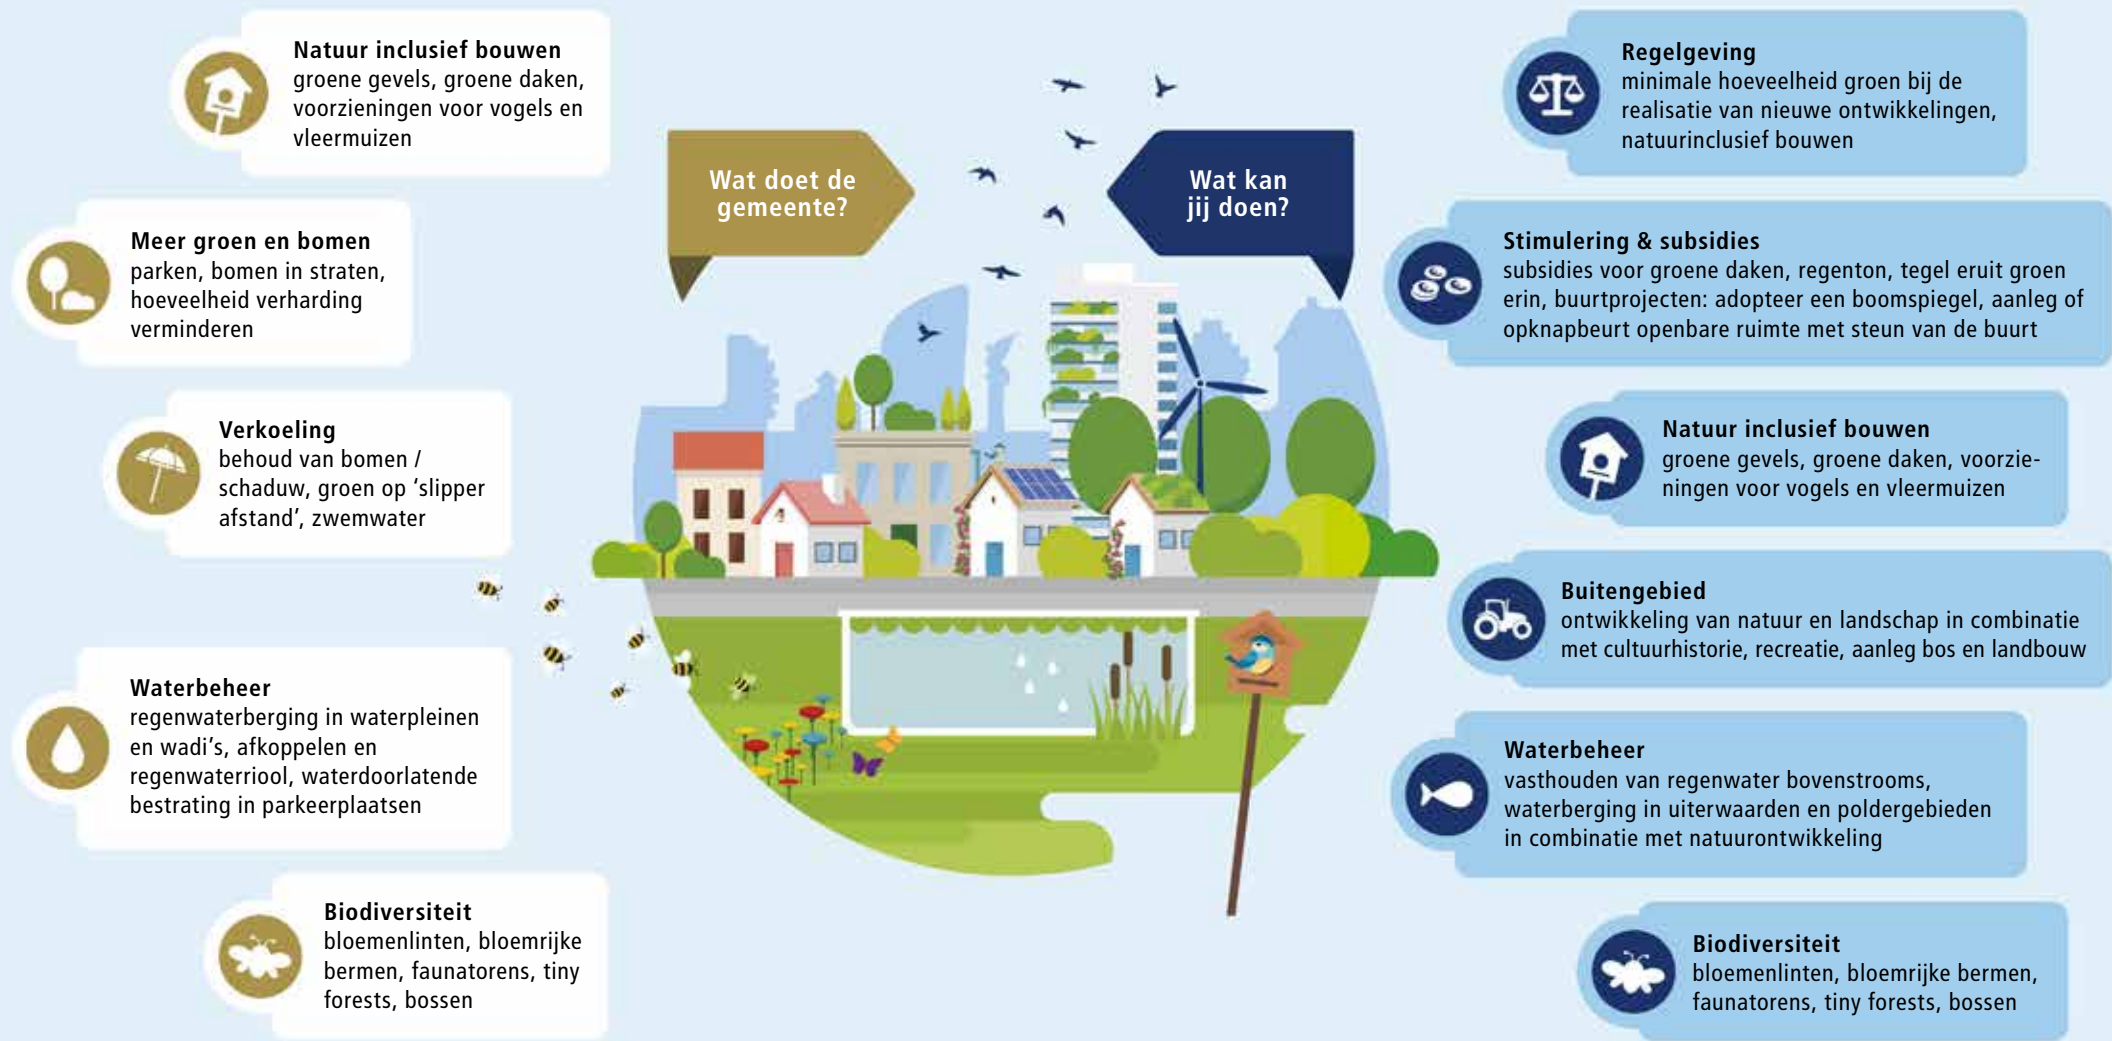 Wat doet de
gemeente?
Natuur inclusief bouwen
groene gevels, groene daken,
voorzieningen voor vogels en
vleermuizen
Meer groen en bomen
parken, bomen in straten,
hoeveelheid verharding
verminderen
Verkoeling
behoud van bomen /
schaduw, groen op ‘slipper
afstand’, zwemwater
Waterbeheer
regenwaterberging in waterpleinen
en wadi’s, afkoppelen en
regenwaterriool, waterdoorlatende
bestrating in parkeerplaatsen
Biodiversiteit
bloemenlinten, bloemrijke
bermen, faunatorens, tiny
forests, bossen
Wat kan
jij doen?
Regelgeving
minimale hoeveelheid groen bij de
realisatie van nieuwe ontwikkelingen,
natuurinclusief bouwen
Stimulering & subsidies
subsidies voor groene daken, regenton, tegel eruit groen
erin, buurtprojecten: adopteer een boomspiegel, aanleg of
opknapbeurt openbare ruimte met steun van de buurt
Natuur inclusief bouwen
groene gevels, groene daken, voorzie-
ningen voor vogels en vleermuizen
Buitengebied
ontwikkeling van natuur en landschap in combinatie
met cultuurhistorie, recreatie, aanleg bos en landbouw
Waterbeheer
vasthouden van regenwater bovenstrooms,
waterberging in uiterwaarden en poldergebieden
in combinatie met natuurontwikkeling
Biodiversiteit
bloemenlinten, bloemrijke bermen,
faunatorens, tiny forests, bossen